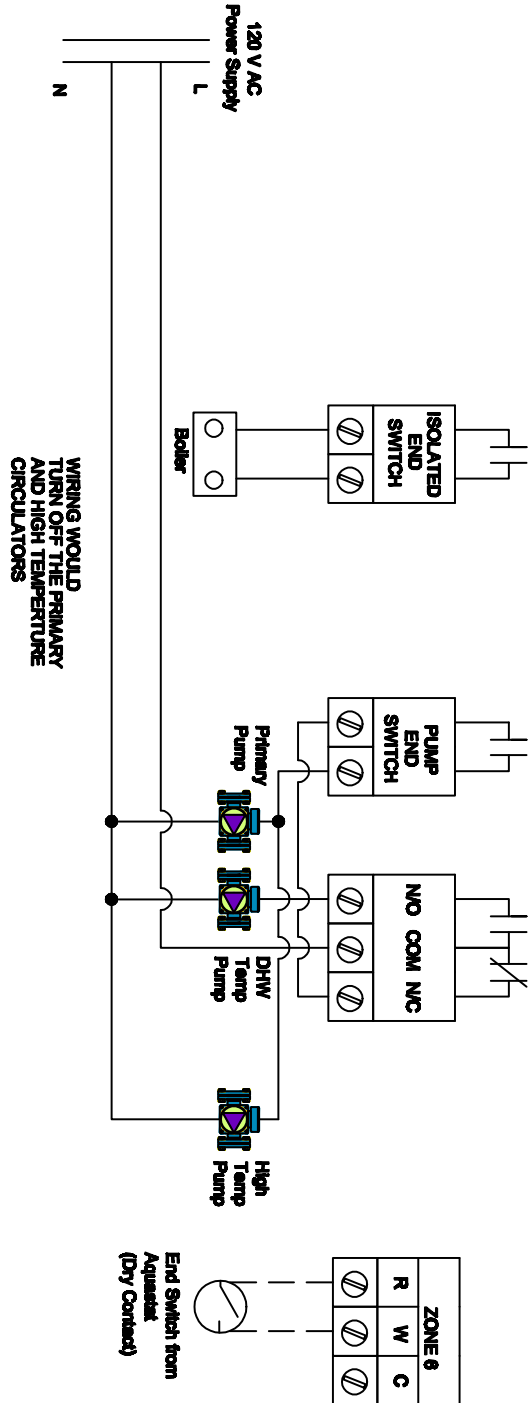 120 V AC
Power Supply
L
N
ISOLATED
END
SWITCH
Boiler
PUMP
END
SWITCH
N/O COM N/C
Primary
Pump
DHW
Temp
Pump
High
Temp
Pump
ZONE 6
R W C
End Switch from
Aquastat
(Dry Contact)
WIRING WOULD
TURN OFF THE PRIMARY
AND HIGH TEMPERTURE
CIRCULATORS